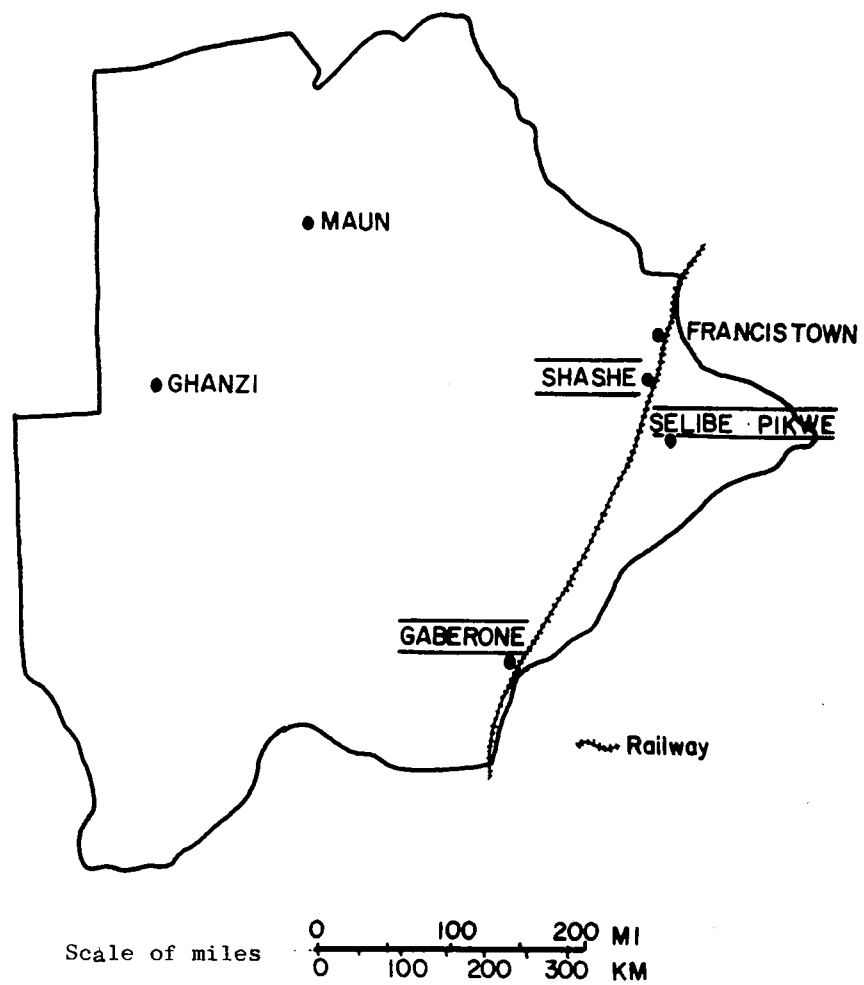 MAUN
FRANCISTOWN
GHANZI
SHASHE
SELIBE PIKWE
GABERONE
Railway
0 100 200 MI
Scale of miles
0 100 200 300 KM